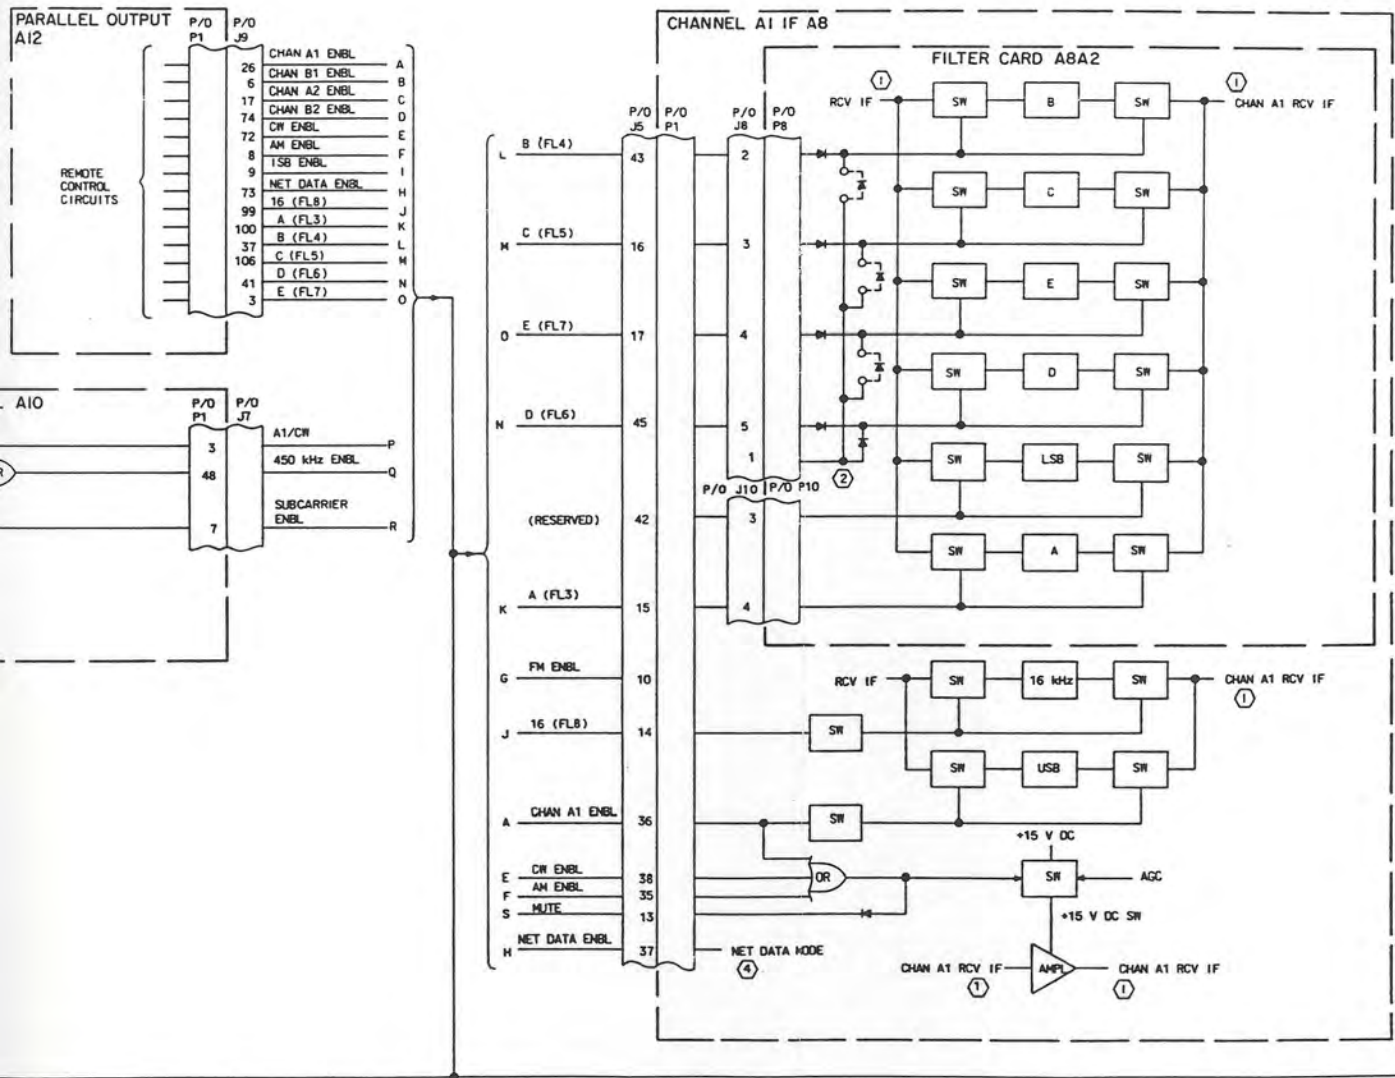 PARALLEL OUTPUT
A12
P/O P/O
P1 J9
REMOTE
CONTROL
CIRCUITS
26 CHAN A1 ENBL A
6 CHAN B1 ENBL B
17 CHAN A2 ENBL C
74 CHAN B2 ENBL D
72 CW ENBL E
8 AM ENBL F
9 ISB ENBL I
73 NET DATA ENBL H
99 16 (FL8) J
100 A (FL3) K
37 B (FL4) L
106 C (FL5) M
41 D (FL6) N
3 E (FL7) O
A10
P/O P/O
P1 J7
3 A1/CW P
R 48 450 kHz ENBL Q
7 SUBCARRIER
ENBL R
CHANNEL A1 IF A8
FILTER CARD A8A2
P/O P/O
J5 P1
P/O P/O
J8 P8
L B (FL4) 43 2
M C (FL5) 16 3
O E (FL7) 17 4
N D (FL6) 45 5
1
2
P/O J10 P/O P10
(RESERVED) 42 3
K A (FL3) 15 4
G FM ENBL 10
J 16 (FL8) 14 SW
A CHAN A1 ENBL 36 SW
E CW ENBL 38 OR
F AM ENBL 35
S MUTE 13
H NET DATA ENBL 37 NET DATA MODE
4
1 1
RCV IF SW B SW CHAN A1 RCV IF
SW C SW
SW E SW
SW D SW
SW LSB SW
SW A SW
RCV IF SW 16 kHz SW CHAN A1 RCV IF
1
SW USB SW
+15 V DC
SW AGC
+15 V DC SW
CHAN A1 RCV IF AMPL CHAN A1 RCV IF
1 1